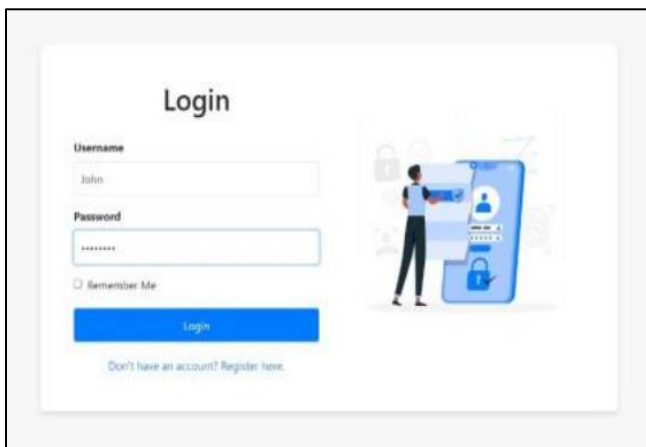 Login
Username
John
Password
••••••••
Remember Me
Login
Don't have an account? Register here.